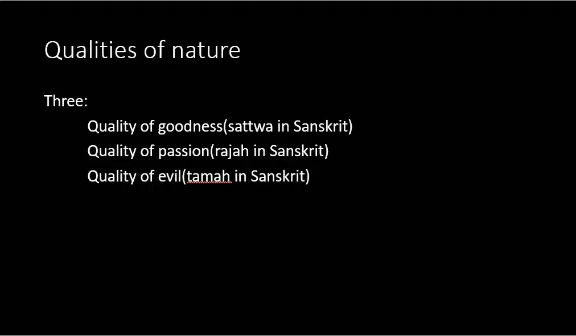 Qualities of nature
Three:
Quality of goodness(sattwa in Sanskrit)
Quality of passion(rajah in Sanskrit)
Quality of evil(tamah in Sanskrit)